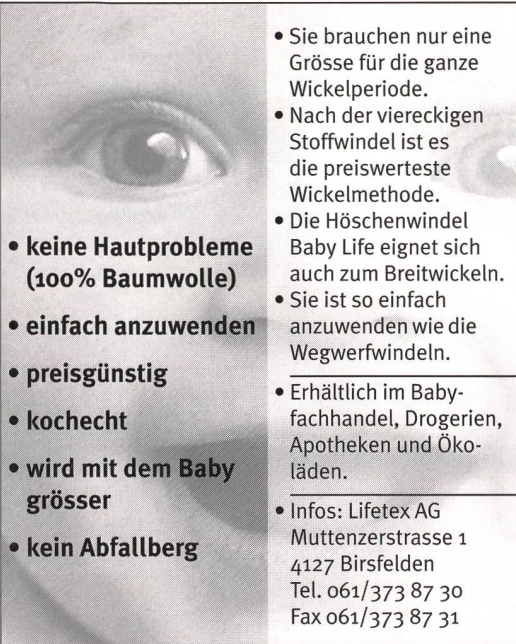 • keine Hautprobleme
(100% Baumwolle)
• einfach anzuwenden
• preisgünstig
• kochecht
• wird mit dem Baby
grösser
• kein Abfallberg
• Sie brauchen nur eine
Grösse für die ganze
Wickelperiode.
• Nach der viereckigen
Stoffwindel ist es
die preiswerteste
Wickelmethode.
• Die Höschenwindel
Baby Life eignet sich
auch zum Breitwickeln.
• Sie ist so einfach
anzuwenden wie die
Wegwerfwindeln.
• Erhältlich im Baby-
fachhandel, Drogerien,
Apotheken und Öko-
läden.
• Infos: Lifetex AG
Muttenzerstrasse 1
4127 Birsfelden
Tel. 061/373 87 30
Fax 061/373 87 31